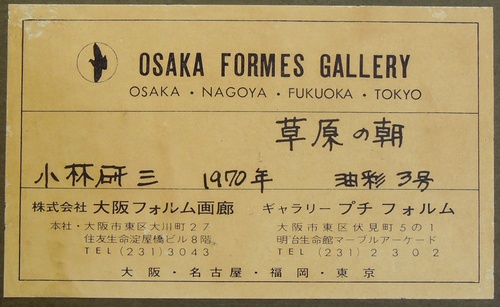 OSAKA FORMES GALLERY
OSAKA・NAGOYA・FUKUOKA・TOKYO
草原の朝
小林研三 1970年 油彩 3号
株式会社 大阪フォルム画廊 ギャラリー プチ フォルム
本社・大阪市東区大川町27 大阪市東区伏見町5の1
住友生命淀屋橋ビル8階 明治生命館マーブルアーケード
TEL (231) 3043 TEL (231) 2302
大阪・名古屋・福岡・東京